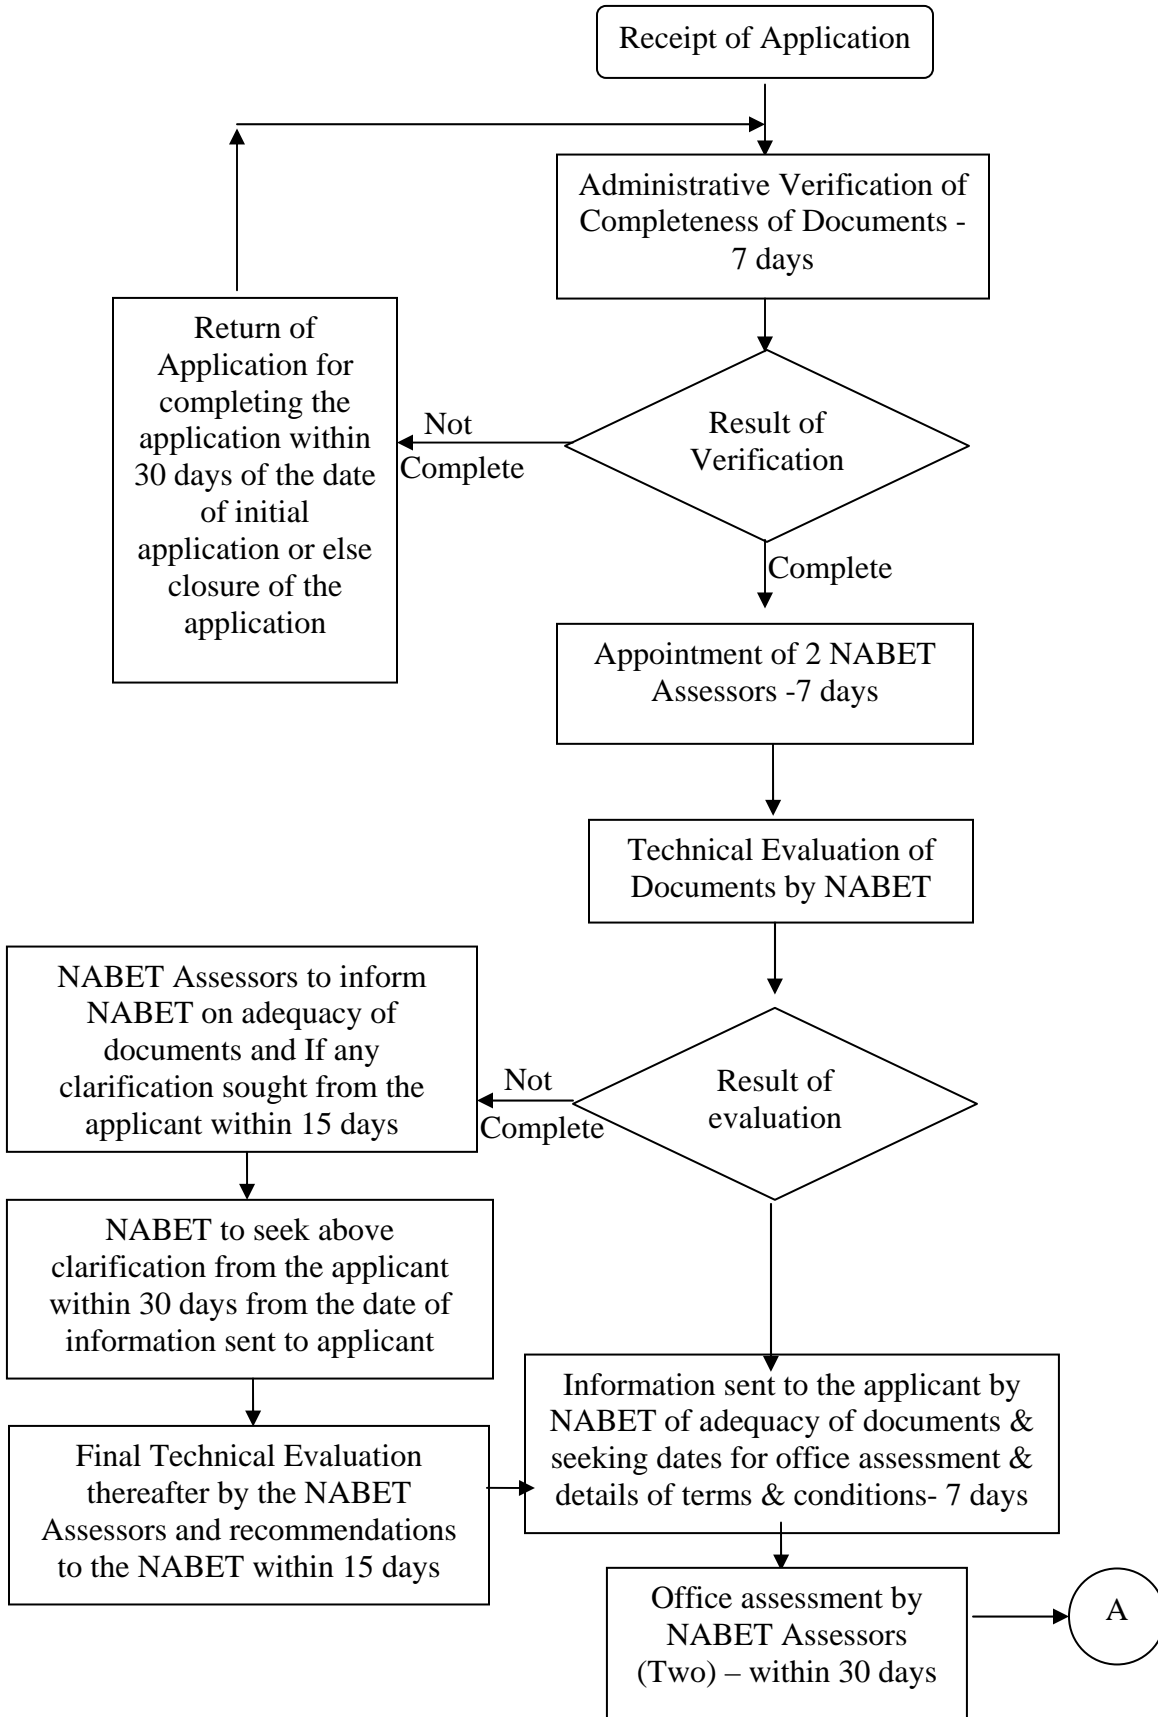 Receipt of Application
Administrative Verification of
Completeness of Documents -
7 days
Return of
Application for
completing the
application within
30 days of the date
of initial
application or else
closure of the
application
Not
Complete
Result of
Verification
Complete
Appointment of 2 NABET
Assessors -7 days
Technical Evaluation of
Documents by NABET
NABET Assessors to inform
NABET on adequacy of
documents and If any
clarification sought from the
applicant within 15 days
Not
Complete
Result of
evaluation
NABET to seek above
clarification from the applicant
within 30 days from the date of
information sent to applicant
Final Technical Evaluation
thereafter by the NABET
Assessors and recommendations
to the NABET within 15 days
Information sent to the applicant by
NABET of adequacy of documents &
seeking dates for office assessment &
details of terms & conditions- 7 days
Office assessment by
NABET Assessors
(Two) – within 30 days
A